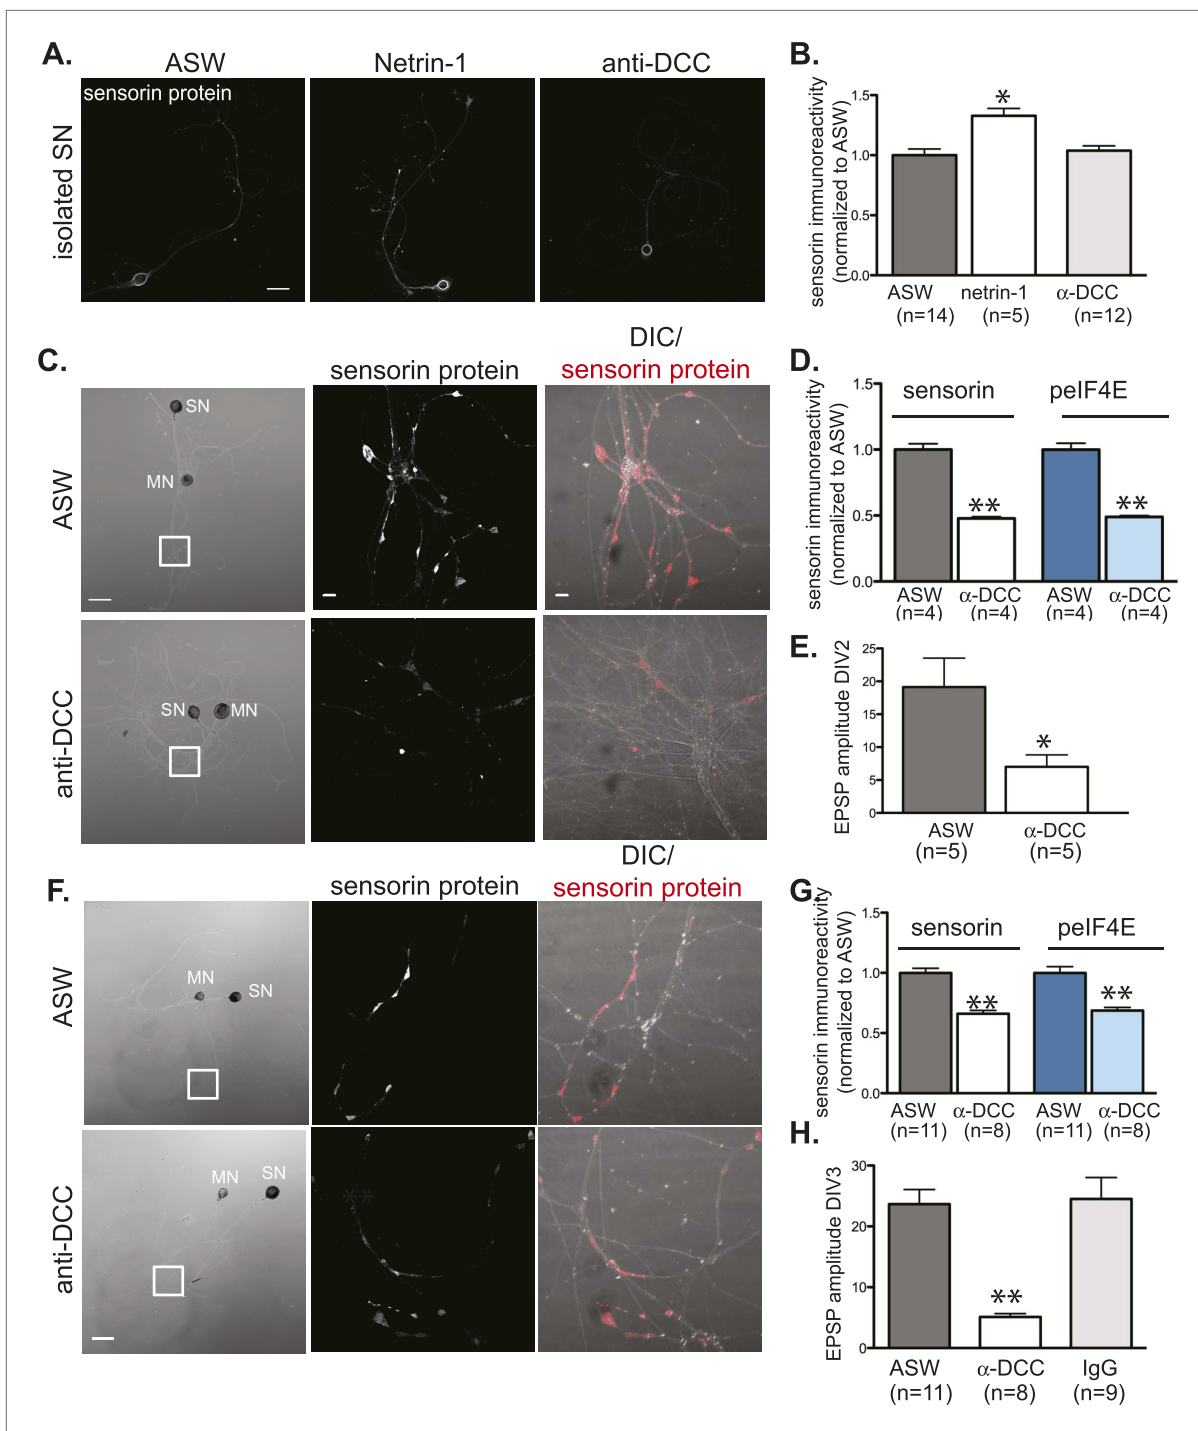 A.
ASW
Netrin-1
anti-DCC
isolated SN
sensorin protein
B.
sensorin immunoreactivity
(normalized to ASW)
1.5
1.0
0.5
0.0
*
ASW
netrin-1
α-DCC
(n=14)
(n=5)
(n=12)
C.
sensorin protein
DIC/
sensorin protein
ASW
SN
MN
anti-DCC
SN
MN
D.
sensorin immunoreactivity
(normalized to ASW)
1.5
1.0
0.5
0.0
sensorin
peIF4E
**
**
ASW
α-DCC
ASW
α-DCC
(n=4)
(n=4)
(n=4)
(n=4)
E.
EPSP amplitude DIV2
25
20
15
10
5
0
*
ASW
α-DCC
(n=5)
(n=5)
F.
sensorin protein
DIC/
sensorin protein
ASW
MN
SN
anti-DCC
MN
SN
**
G.
sensorin immunoreactivity
(normalized to ASW)
1.5
1.0
0.5
0.0
sensorin
peIF4E
**
**
ASW
α-DCC
ASW
α-DCC
(n=11)
(n=8)
(n=11)
(n=8)
H.
EPSP amplitude DIV3
30
20
10
0
**
ASW
α-DCC
IgG
(n=11)
(n=8)
(n=9)